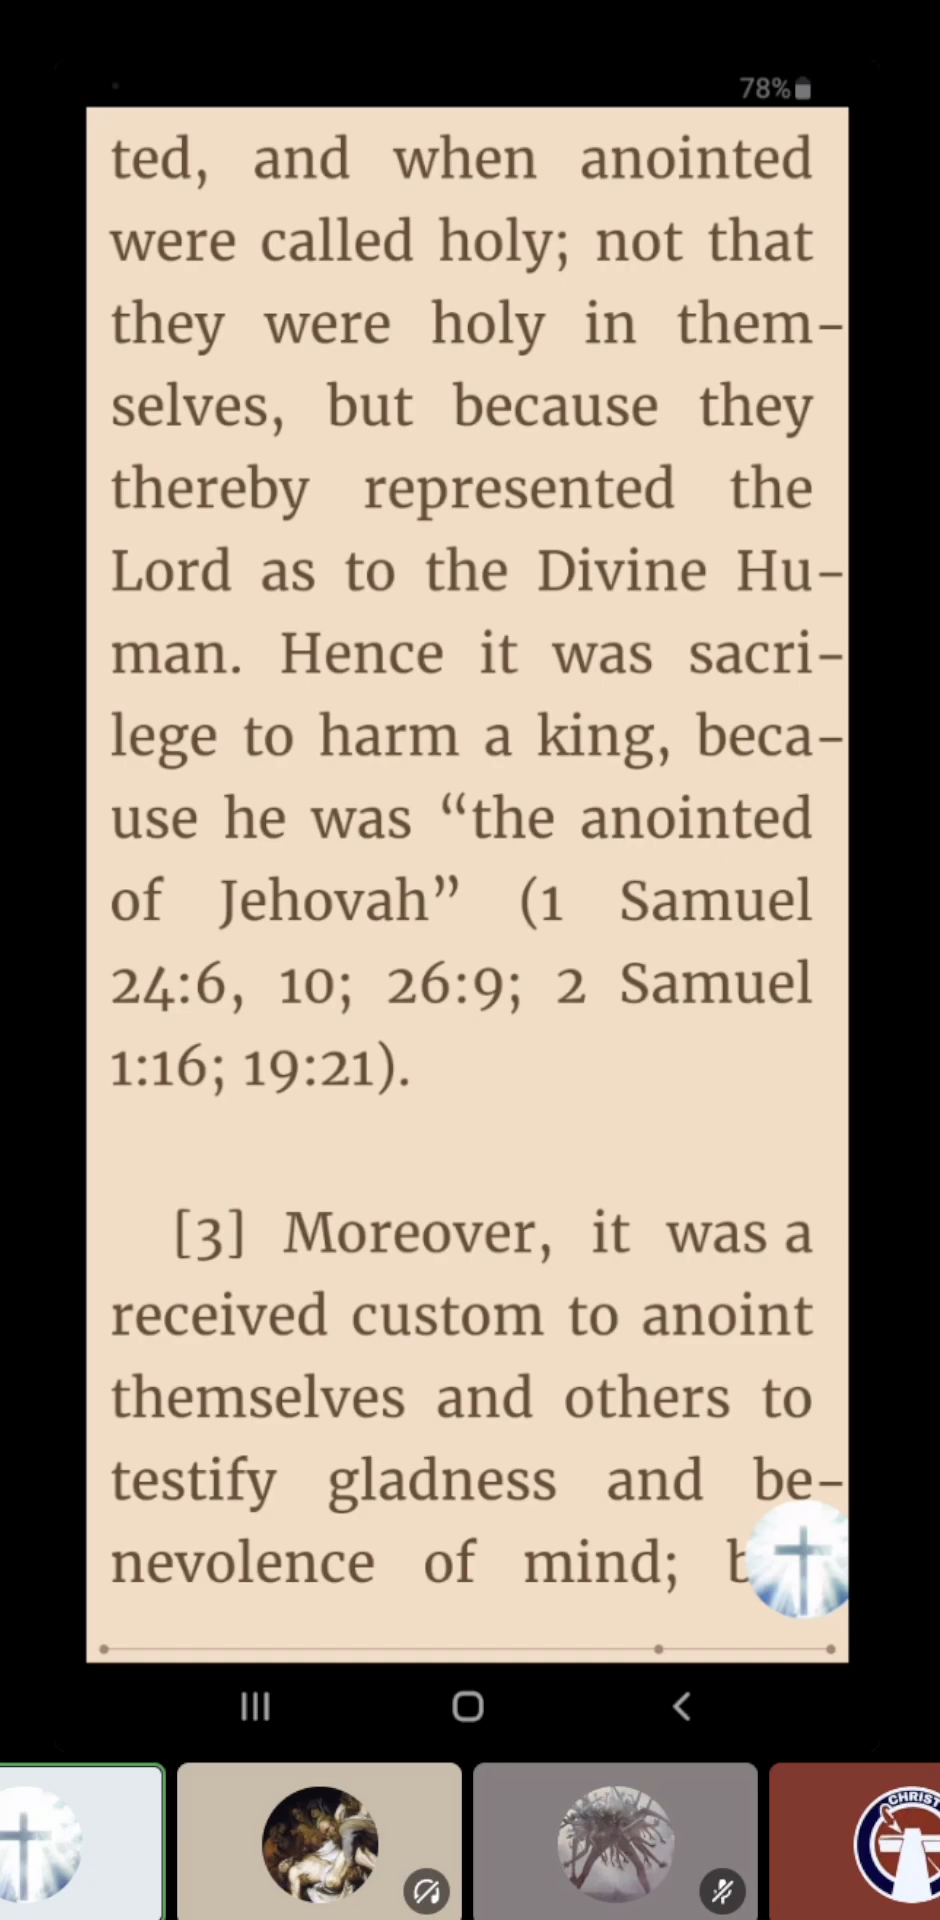 78%
ted, and when anointed
were called holy; not that
they were holy in them-
selves, but because they
thereby represented the
Lord as to the Divine Hu-
man. Hence it was sacri-
lege to harm a king, beca-
use he was “the anointed
of Jehovah” (1 Samuel
24:6, 10; 26:9; 2 Samuel
1:16; 19:21).
[3] Moreover, it was a
received custom to anoint
themselves and others to
testify gladness and be-
nevolence of mind;
CHRIST